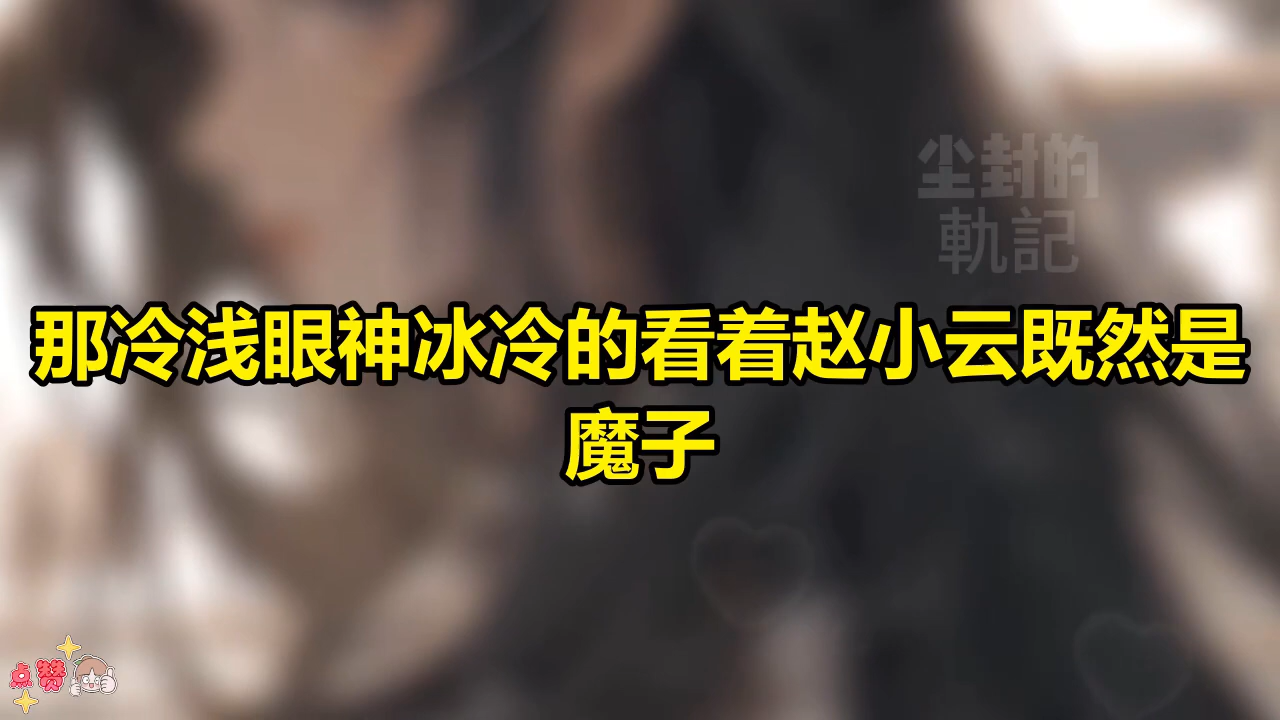 尘封的
軌記
那冷浅眼神冰冷的看着赵小云既然是
魔子
点赞